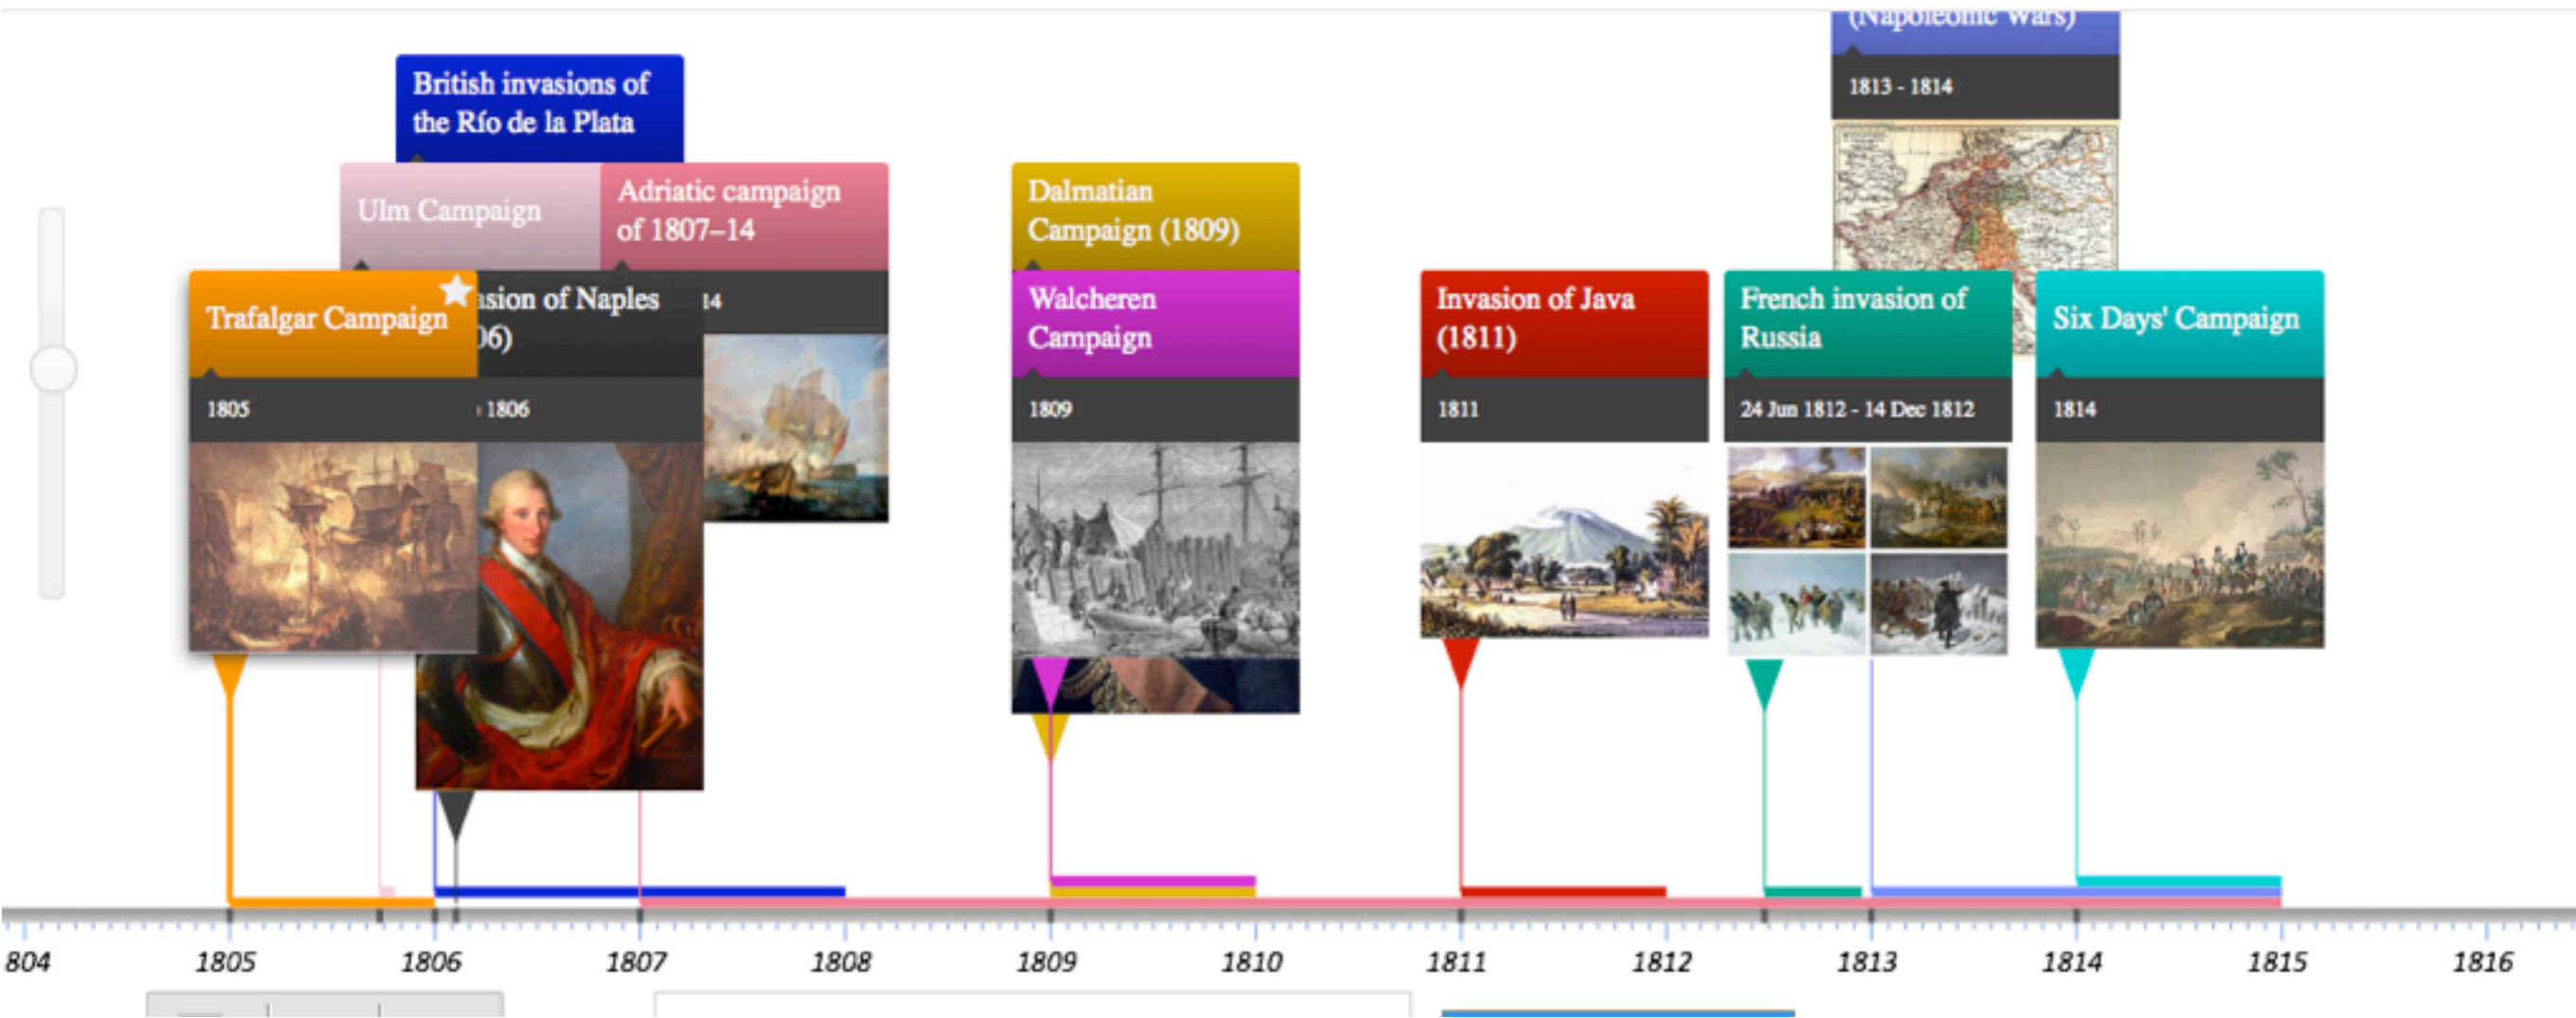 (Napoleonic Wars)
1813 - 1814
British invasions of
the Río de la Plata
Ulm Campaign
Adriatic campaign
of 1807–14
14
Dalmatian
Campaign (1809)
Trafalgar Campaign
1805
asion of Naples
06)
1806
Walcheren
Campaign
1809
Invasion of Java
(1811)
1811
French invasion of
Russia
24 Jun 1812 - 14 Dec 1812
Six Days' Campaign
1814
804 1805 1806 1807 1808 1809 1810 1811 1812 1813 1814 1815 1816